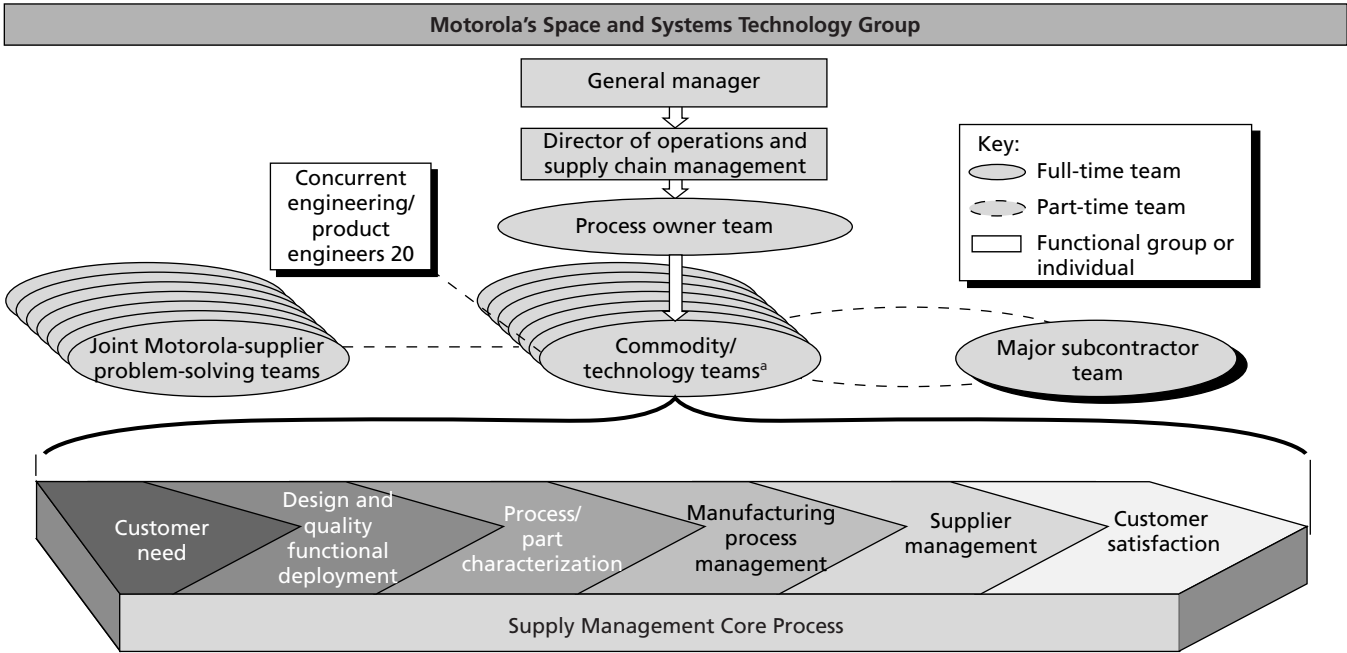 Motorola's Space and Systems Technology Group
General manager
Director of operations and
supply chain management
Concurrent
engineering/
product
engineers 20
Process owner team
Key:
Full-time team
Part-time team
Functional group or
individual
Joint Motorola-supplier
problem-solving teams
Commodity/
technology teamsᵃ
Major subcontractor
team
Customer
need
Design and
quality
functional
deployment
Process/
part
characterization
Manufacturing
process
management
Supplier
management
Customer
satisfaction
Supply Management Core Process